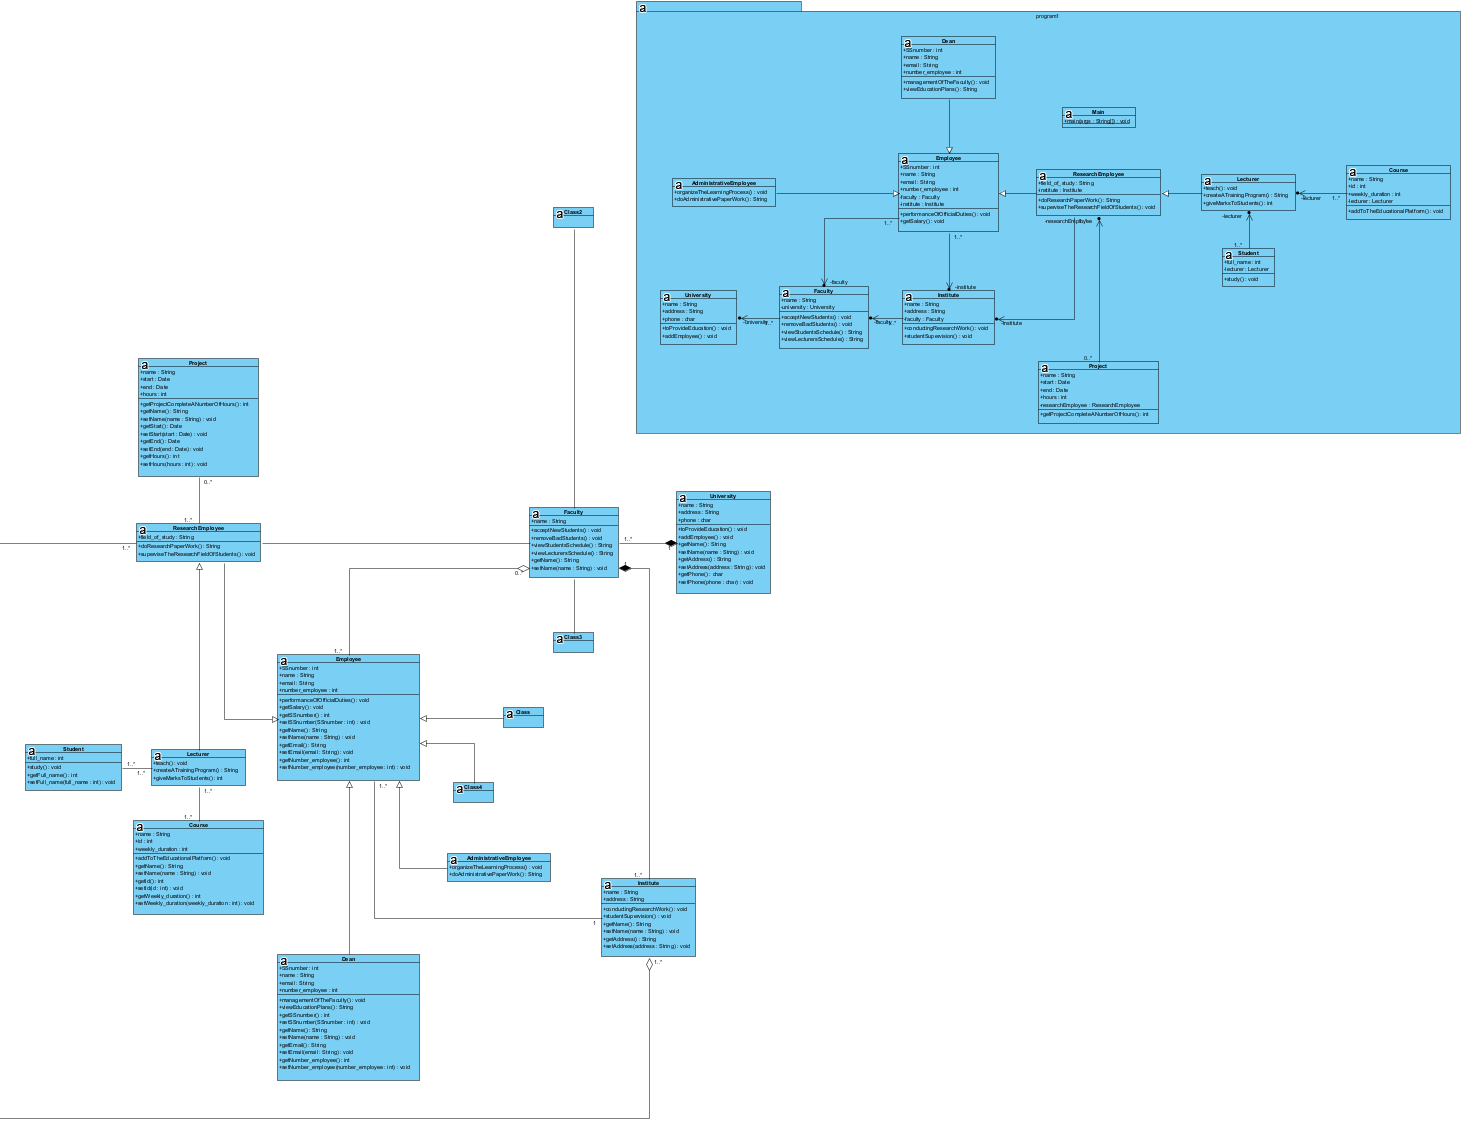 a
program1
a
Dean
+SSnumber : int
+name : String
+email : String
+number_employee : int
+managementOfTheFaculty() : void
+viewEducationPlans() : String
a
Main
+main(args : String[]) : void
a
Employee
+SSnumber : int
+name : String
+email : String
+number_employee : int
-faculty : Faculty
-institute : Institute
+performanceOfOfficialDuties() : void
+getSalary() : void
1..*
1..*
a
AdministrativeEmployee
+organizeTheLearningProcess() : void
+doAdministrativePaperWork() : String
a
ResearchEmployee
+field_of_study : String
-institute : Institute
+doResearchPaperWork() : String
+superviseTheResearchFieldOfStudents() : void
-researchEmployee
a
Lecturer
+teach() : void
+createATrainingProgram() : String
+giveMarksToStudents() : int
-lecturer
-lecturer
1..*
a
Course
+name : String
+id : int
+weekly_duration : int
-lecturer : Lecturer
+addToTheEducationalPlatform() : void
1..*
a
Student
+full_name : int
-lecturer : Lecturer
+study() : void
a
University
+name : String
+address : String
+phone : char
+toProvideEducation() : void
+addEmployee() : void
-university
-faculty
a
Faculty
+name : String
-university : University
+acceptNewStudents() : void
+removeBadStudents() : void
+viewStudentsSchedule() : String
+viewLecturersSchedule() : String
-faculty
-institute
a
Institute
+name : String
+address : String
-faculty : Faculty
+conductingResearchWork() : void
+studentSupervision() : void
-institute
0..*
a
Project
+name : String
+start : Date
+end : Date
+hours : int
-researchEmployee : ResearchEmployee
+getProjectCompleteANumberOfHours() : int
a
Class2
a
Project
+name : String
+start : Date
+end : Date
+hours : int
+getProjectCompleteANumberOfHours() : int
+getName() : String
+setName(name : String) : void
+getStart() : Date
+setStart(start : Date) : void
+getEnd() : Date
+setEnd(end : Date) : void
+getHours() : int
+setHours(hours : int) : void
0..*
1..*
a
ResearchEmployee
+field_of_study : String
+doResearchPaperWork() : String
+superviseTheResearchFieldOfStudents() : void
1..*
a
Faculty
+name : String
+acceptNewStudents() : void
+removeBadStudents() : void
+viewStudentsSchedule() : String
+viewLecturersSchedule() : String
+getName() : String
+setName(name : String) : void
1..*
1
a
University
+name : String
+address : String
+phone : char
+toProvideEducation() : void
+addEmployee() : void
+getName() : String
+setName(name : String) : void
+getAddress() : String
+setAddress(address : String) : void
+getPhone() : char
+setPhone(phone : char) : void
a
Class3
1..*
a
Employee
+SSnumber : int
+name : String
+email : String
+number_employee : int
+performanceOfOfficialDuties() : void
+getSalary() : void
+getSSnumber() : int
+setSSnumber(SSnumber : int) : void
+getName() : String
+setName(name : String) : void
+getEmail() : String
+setEmail(email : String) : void
+getNumber_employee() : int
+setNumber_employee(number_employee : int) : void
1..*
a
Class
a
Class4
a
Student
+full_name : int
+study() : void
+getFull_name() : int
+setFull_name(full_name : int) : void
1..*
1..*
a
Lecturer
+teach() : void
+createATrainingProgram() : String
+giveMarksToStudents() : int
1..*
1..*
a
Course
+name : String
+id : int
+weekly_duration : int
+addToTheEducationalPlatform() : void
+getName() : String
+setName(name : String) : void
+getId() : int
+setId(id : int) : void
+getWeekly_duration() : int
+setWeekly_duration(weekly_duration : int) : void
a
AdministrativeEmployee
+organizeTheLearningProcess() : void
+doAdministrativePaperWork() : String
1..*
1
a
Institute
+name : String
+address : String
+conductingResearchWork() : void
+studentSupervision() : void
+getName() : String
+setName(name : String) : void
+getAddress() : String
+setAddress(address : String) : void
1..*
a
Dean
+SSnumber : int
+name : String
+email : String
+number_employee : int
+managementOfTheFaculty() : void
+viewEducationPlans() : String
+getSSnumber() : int
+setSSnumber(SSnumber : int) : void
+getName() : String
+setName(name : String) : void
+getEmail() : String
+setEmail(email : String) : void
+getNumber_employee() : int
+setNumber_employee(number_employee : int) : void